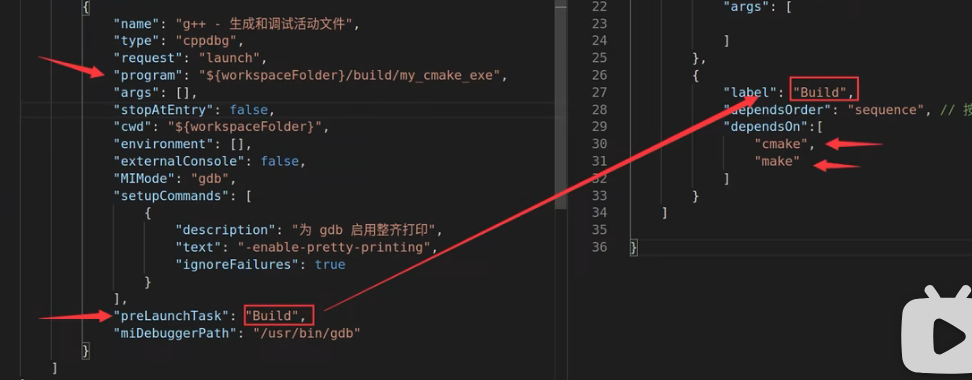 {
"name": "g++ - 生成和调试活动文件",
"type": "cppdbg",
"request": "launch",
"program": "${workspaceFolder}/build/my_cmake_exe",
"args": [],
"stopAtEntry": false,
"cwd": "${workspaceFolder}",
"environment": [],
"externalConsole": false,
"MIMode": "gdb",
"setupCommands": [
{
"description": "为 gdb 启用整齐打印",
"text": "-enable-pretty-printing",
"ignoreFailures": true
}
],
"preLaunchTask": "Build",
"miDebuggerPath": "/usr/bin/gdb"
}
]
22 "args": [
23
24 ]
25 },
26 {
27 "label": "Build",
28 "dependsOrder": "sequence", // 按
29 "dependsOn":[
30 "cmake",
31 "make"
32 ]
33 }
34 ]
35
36 }